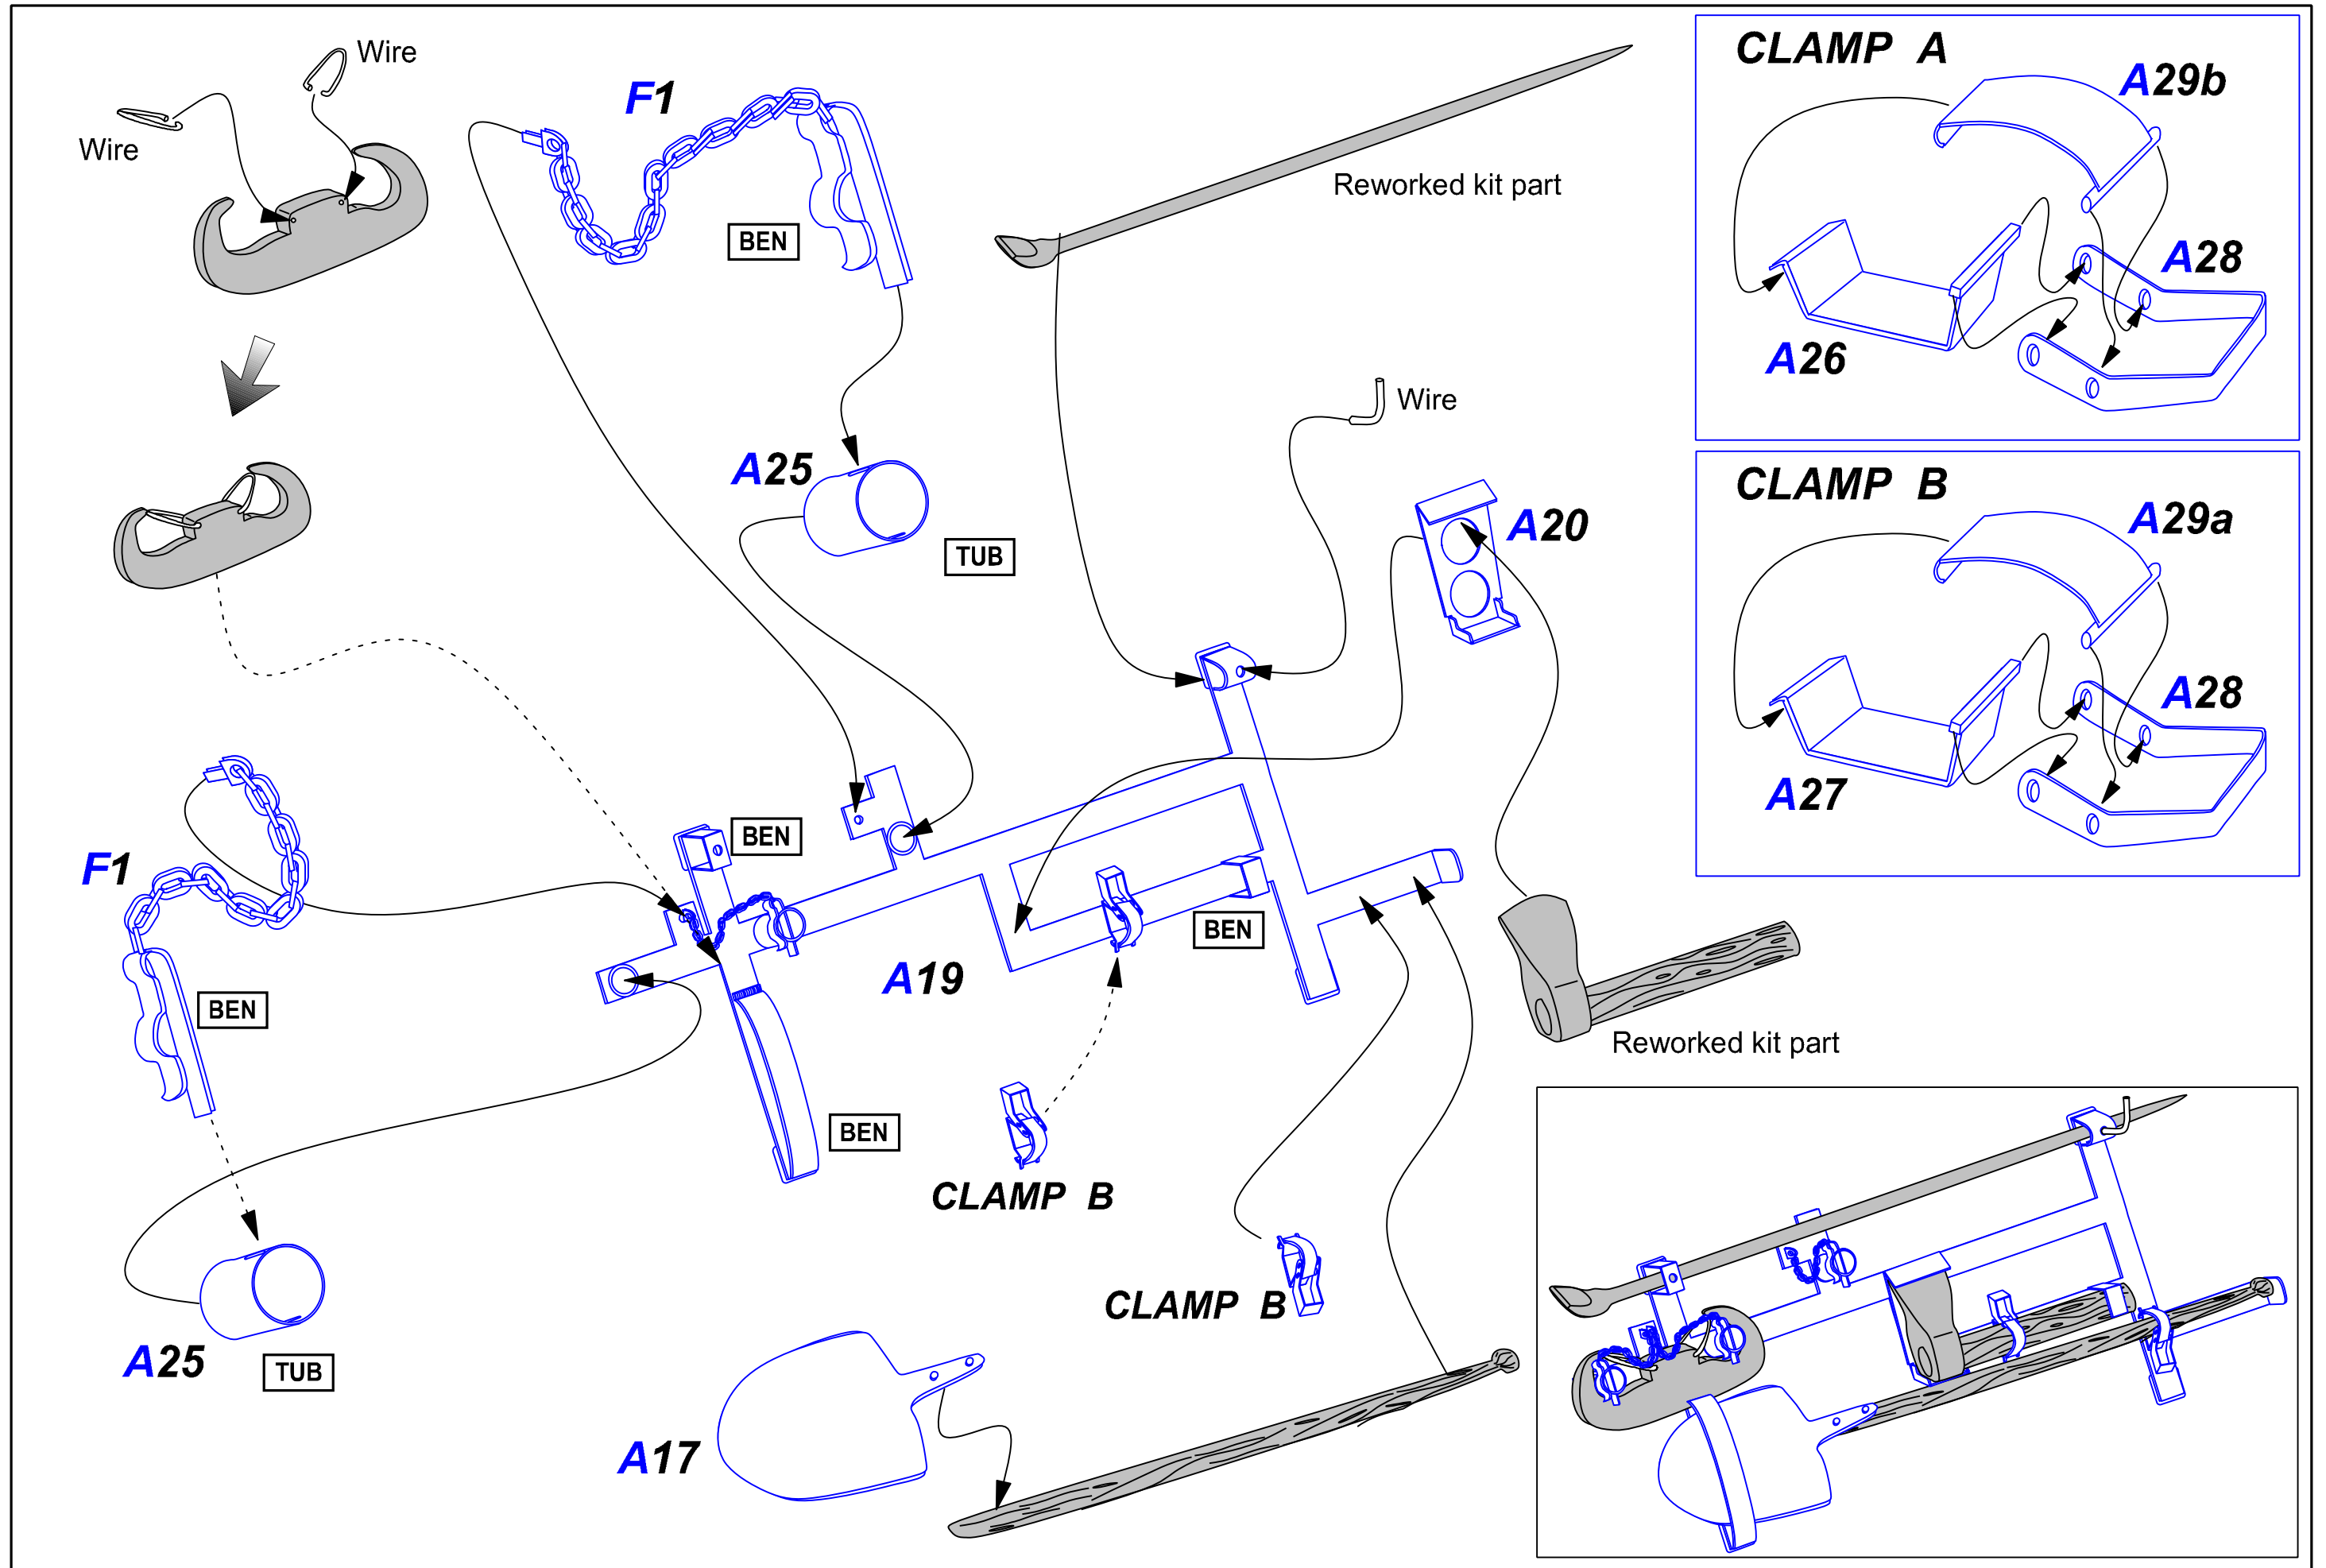 Wire
Wire
F1
BEN
Reworked kit part
CLAMP A
A29b
A28
A26
Wire
A25
TUB
A20
CLAMP B
A29a
A28
A27
BEN
F1
BEN
A19
BEN
BEN
Reworked kit part
CLAMP B
CLAMP B
A25
TUB
A17